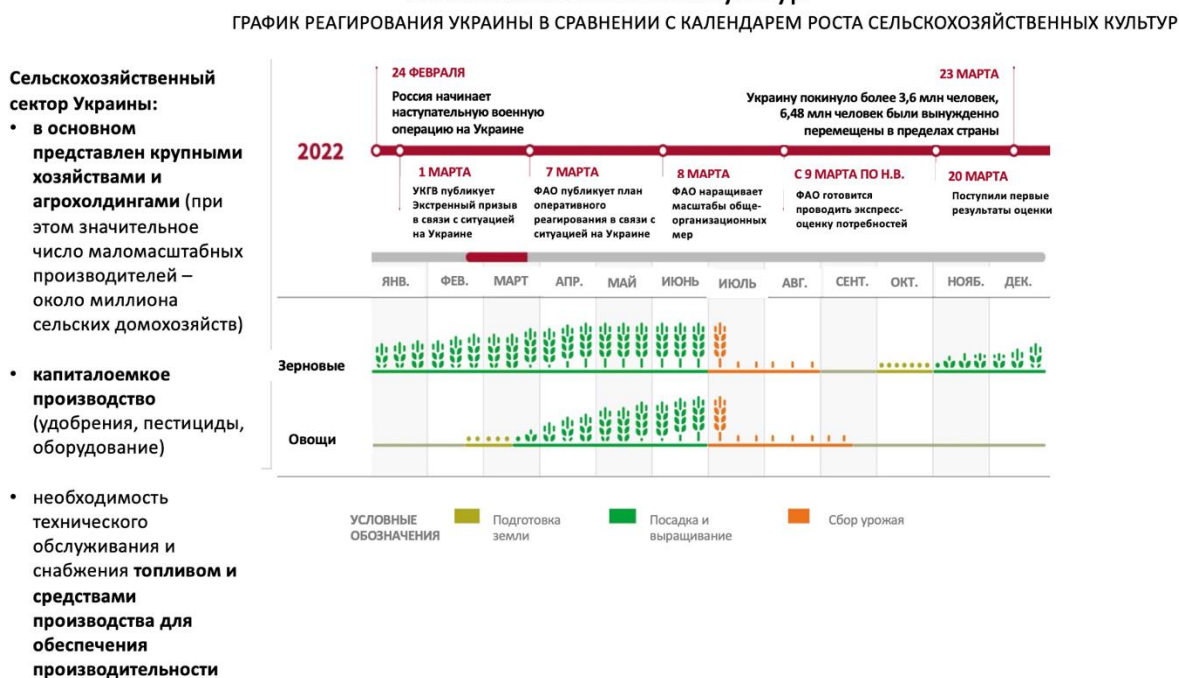 ГРАФИК РЕАГИРОВАНИЯ УКРАИНЫ В СРАВНЕНИИ С КАЛЕНДАРЕМ РОСТА СЕЛЬСКОХОЗЯЙСТВЕННЫХ КУЛЬТУР
Сельскохозяйственный
сектор Украины:
• в основном
представлен крупными
хозяйствами и
агрохолдингами (при
этом значительное
число маломасштабных
производителей –
около миллиона
сельских домохозяйств)
• капиталоемкое
производство
(удобрения, пестициды,
оборудование)
• необходимость
технического
обслуживания и
снабжения топливом и
средствами
производства для
обеспечения
производительности
24 ФЕВРАЛЯ
Россия начинает
наступательную военную
операцию на Украине
23 МАРТА
Украину покинуло более 3,6 млн человек,
6,48 млн человек были вынужденно
перемещены в пределах страны
2022
1 МАРТА
УКГВ публикует
Экстренный призыв
в связи с ситуацией
на Украине
7 МАРТА
ФАО публикует план
оперативного
реагирования в связи с
ситуацией на Украине
8 МАРТА
ФАО наращивает
масштабы обще-
организационных
мер
С 9 МАРТА ПО Н.В.
ФАО готовится
проводить экспресс-
оценку потребностей
20 МАРТА
Поступили первые
результаты оценки
ЯНВ. ФЕВ. МАРТ АПР. МАЙ ИЮНЬ ИЮЛЬ АВГ. СЕНТ. ОКТ. НОЯБ. ДЕК.
Зерновые
Овощи
УСЛОВНЫЕ
ОБОЗНАЧЕНИЯ
Подготовка
земли
Посадка и
выращивание
Сбор урожая